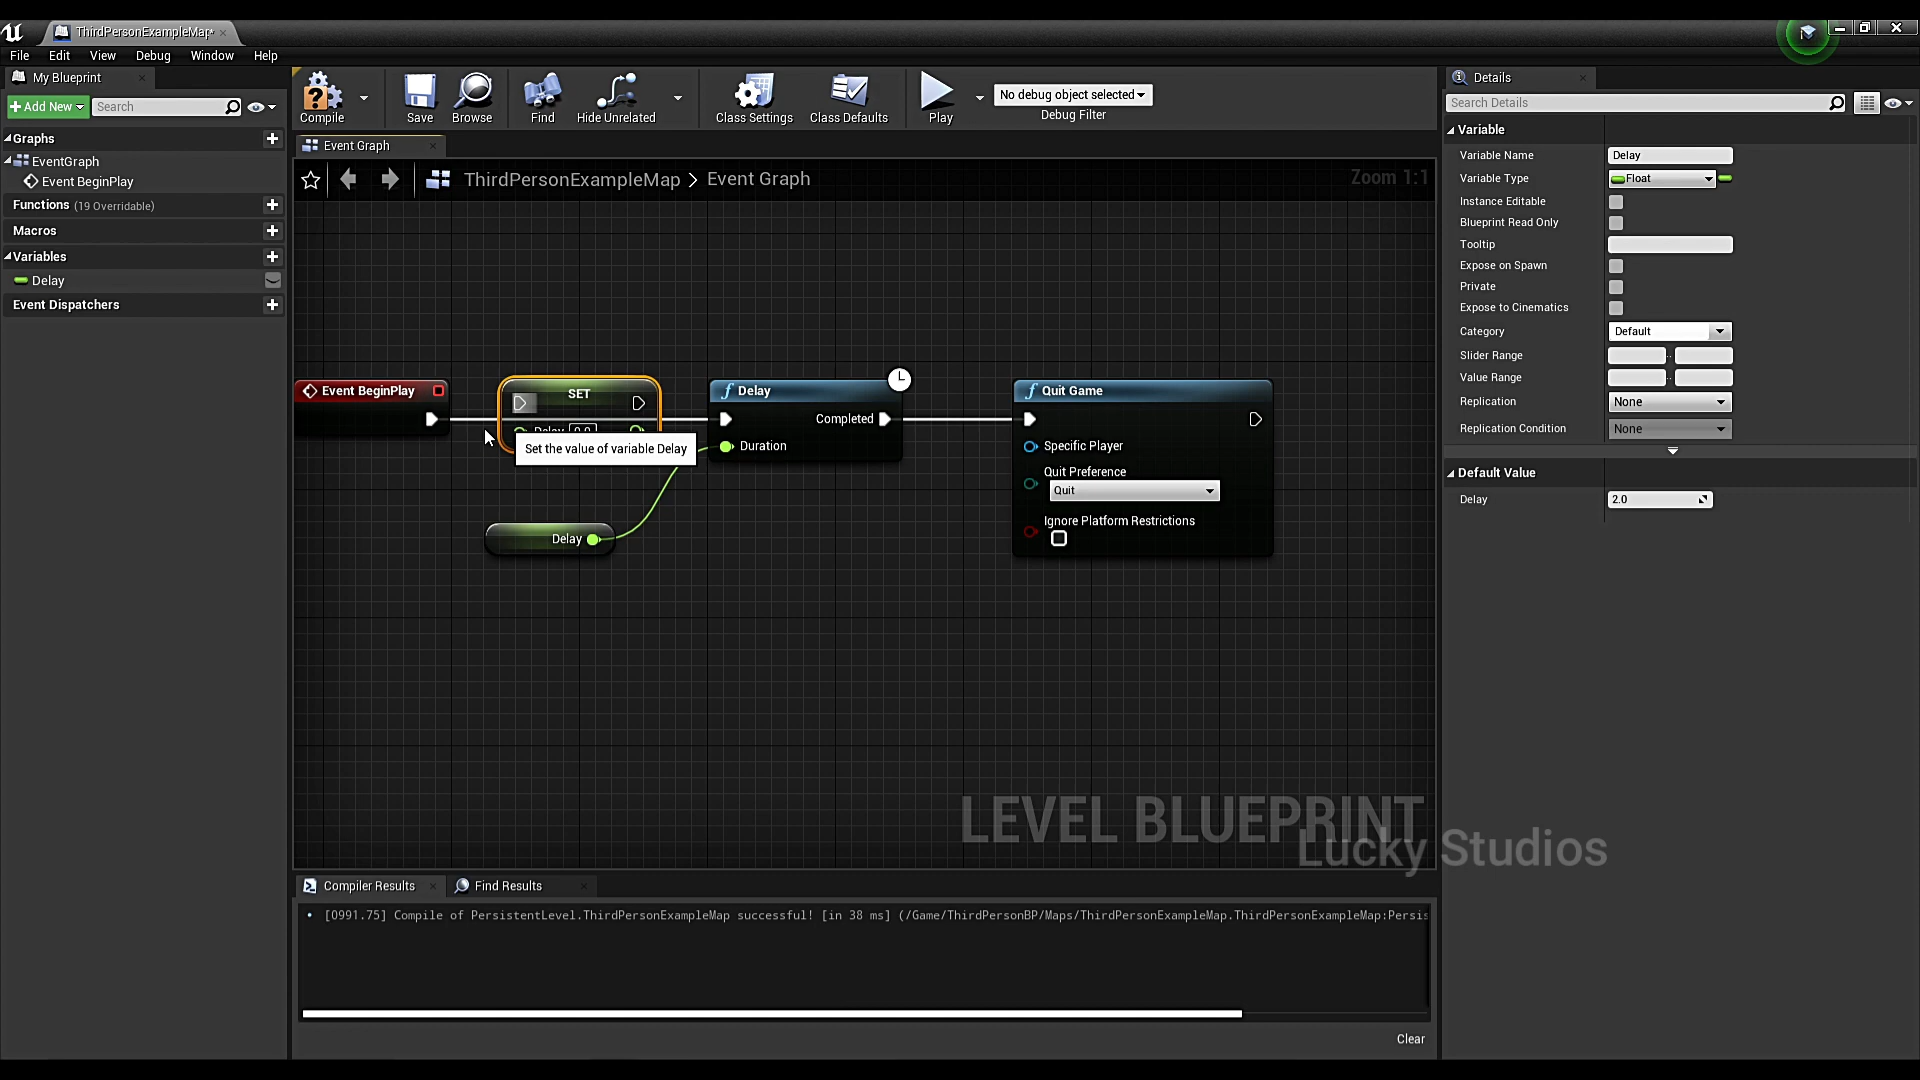 ThirdPersonExampleMap*
File Edit View Debug Window Help
My Blueprint
Add New
Search
Graphs
EventGraph
Event BeginPlay
Functions (19 Overridable)
Macros
Variables
Delay
Event Dispatchers
Compile
Save
Browse
Find
Hide Unrelated
Class Settings
Class Defaults
Play
No debug object selected
Debug Filter
Event Graph
ThirdPersonExampleMap > Event Graph
Zoom 1:1
Event BeginPlay
SET
Delay 0.0
Set the value of variable Delay
Delay
Completed
Duration
Delay
Quit Game
Specific Player
Quit Preference
Quit
Ignore Platform Restrictions
LEVEL BLUEPRINT
Lucky Studios
Compiler Results
Find Results
[0991.75] Compile of PersistentLevel.ThirdPersonExampleMap successful! [in 38 ms] (/Game/ThirdPersonBP/Maps/ThirdPersonExampleMap.ThirdPersonExampleMap:Persis
Clear
Details
Search Details
Variable
Variable Name Delay
Variable Type Float
Instance Editable
Blueprint Read Only
Tooltip
Expose on Spawn
Private
Expose to Cinematics
Category Default
Slider Range
Value Range
Replication None
Replication Condition None
Default Value
Delay 2.0